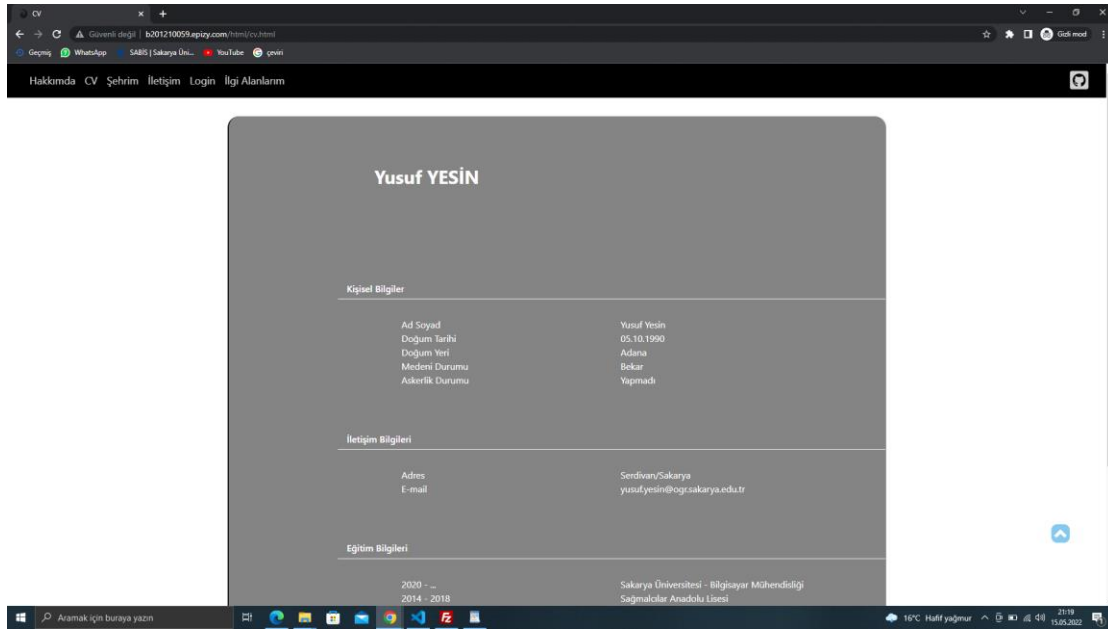 CV
Güvenli değil | b201210059.epizy.com/html/cv.html
Gizli mod
Geçmiş WhatsApp SABIS | Sakarya Üni... YouTube çeviri
Hakkımda CV Şehrim İletişim Login İlgi Alanlarım
Yusuf YESİN
Kişisel Bilgiler
Ad Soyad Yusuf Yesin
Doğum Tarihi 05.10.1990
Doğum Yeri Adana
Medeni Durumu Bekar
Askerlik Durumu Yapmadı
İletişim Bilgileri
Adres Serdivan/Sakarya
E-mail yusuf.yesin@ogr.sakarya.edu.tr
Eğitim Bilgileri
2020 - ... Sakarya Üniversitesi - Bilgisayar Mühendisliği
2014 - 2018 Sağmalcılar Anadolu Lisesi
Aramak için buraya yazın
16°C Hafif yağmur
21:19
15.05.2022